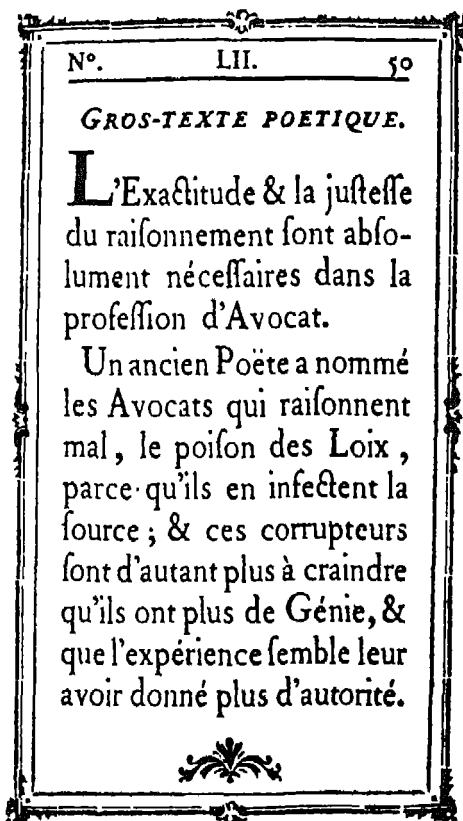 Nº. LII. 50
GROS-TEXTE POETIQUE.
L'Exactitude & la juſteſſe
du raiſonnement ſont abſo-
lument néceſſaires dans la
profeſſion d'Avocat.
Un ancien Poëte a nommé
les Avocats qui raiſonnent
mal, le poiſon des Loix,
parce qu'ils en infectent la
ſource; & ces corrupteurs
ſont d'autant plus à craindre
qu'ils ont plus de Génie, &
que l'expérience ſemble leur
avoir donné plus d'autorité.